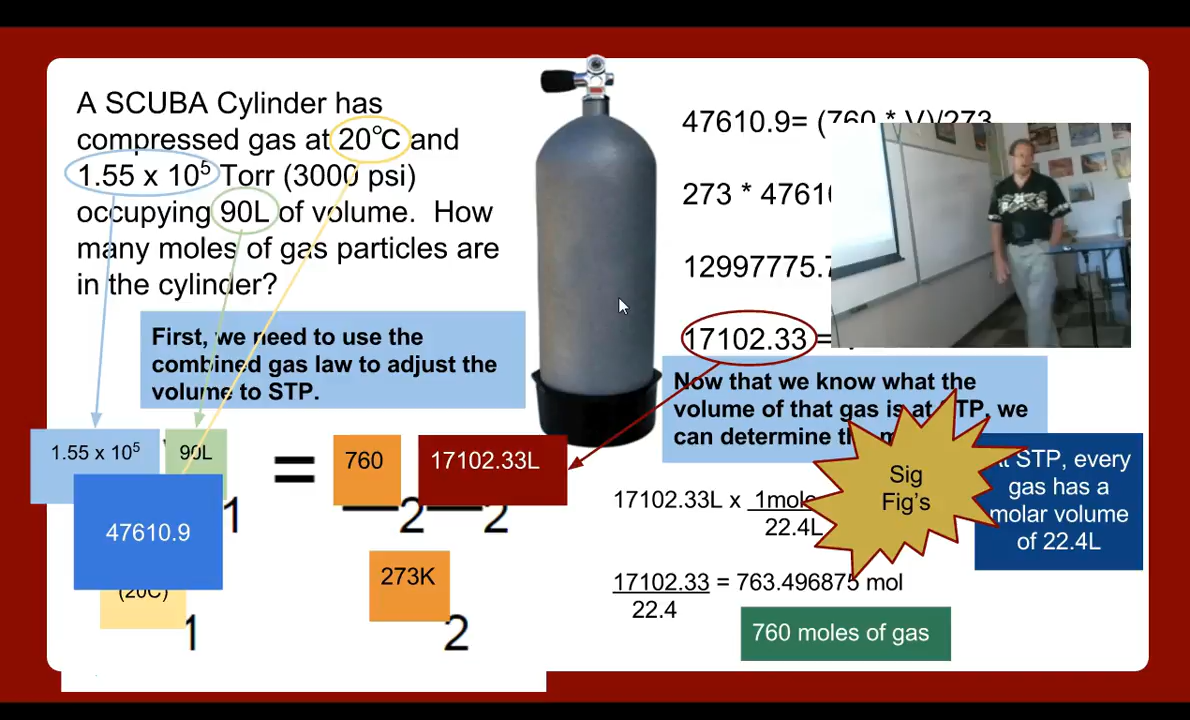 A SCUBA Cylinder has
compressed gas at 20°C and
1.55 x 10⁵ Torr (3000 psi)
occupying 90L of volume. How
many moles of gas particles are
in the cylinder?
First, we need to use the
combined gas law to adjust the
volume to STP.
1.55 x 10⁵
90L
47610.9
1
(20C)
1
=
760
17102.33L
2
2
273K
2
47610.9= (760 * V)/273
273 * 4761
12997775.7
17102.33 =
Now that we know what the
volume of that gas is at STP, we
can determine
At STP, every
gas has a
molar volume
of 22.4L
Sig
Fig's
17102.33L x 1mole
22.4L
17102.33 = 763.496875 mol
22.4
760 moles of gas